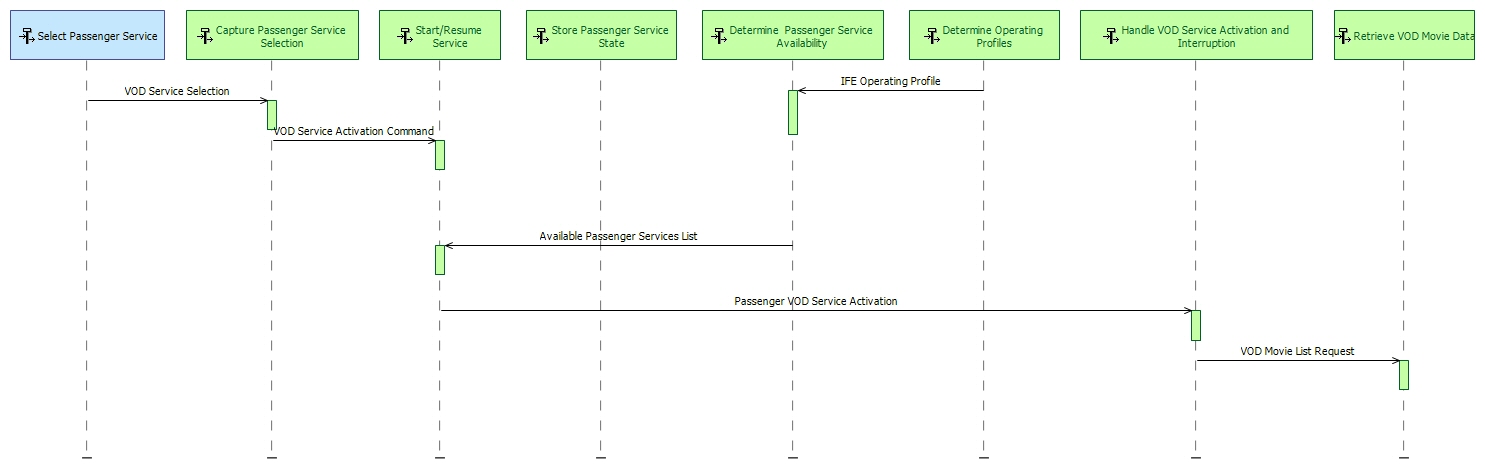 Select Passenger Service
Capture Passenger Service
Selection
Start/Resume
Service
Store Passenger Service
State
Determine  Passenger Service
Availability
Determine Operating
Profiles
Handle VOD Service Activation and
Interruption
Retrieve VOD Movie Data
IFE Operating Profile
VOD Service Selection
VOD Service Activation Command
Available Passenger Services List
Passenger VOD Service Activation
VOD Movie List Request